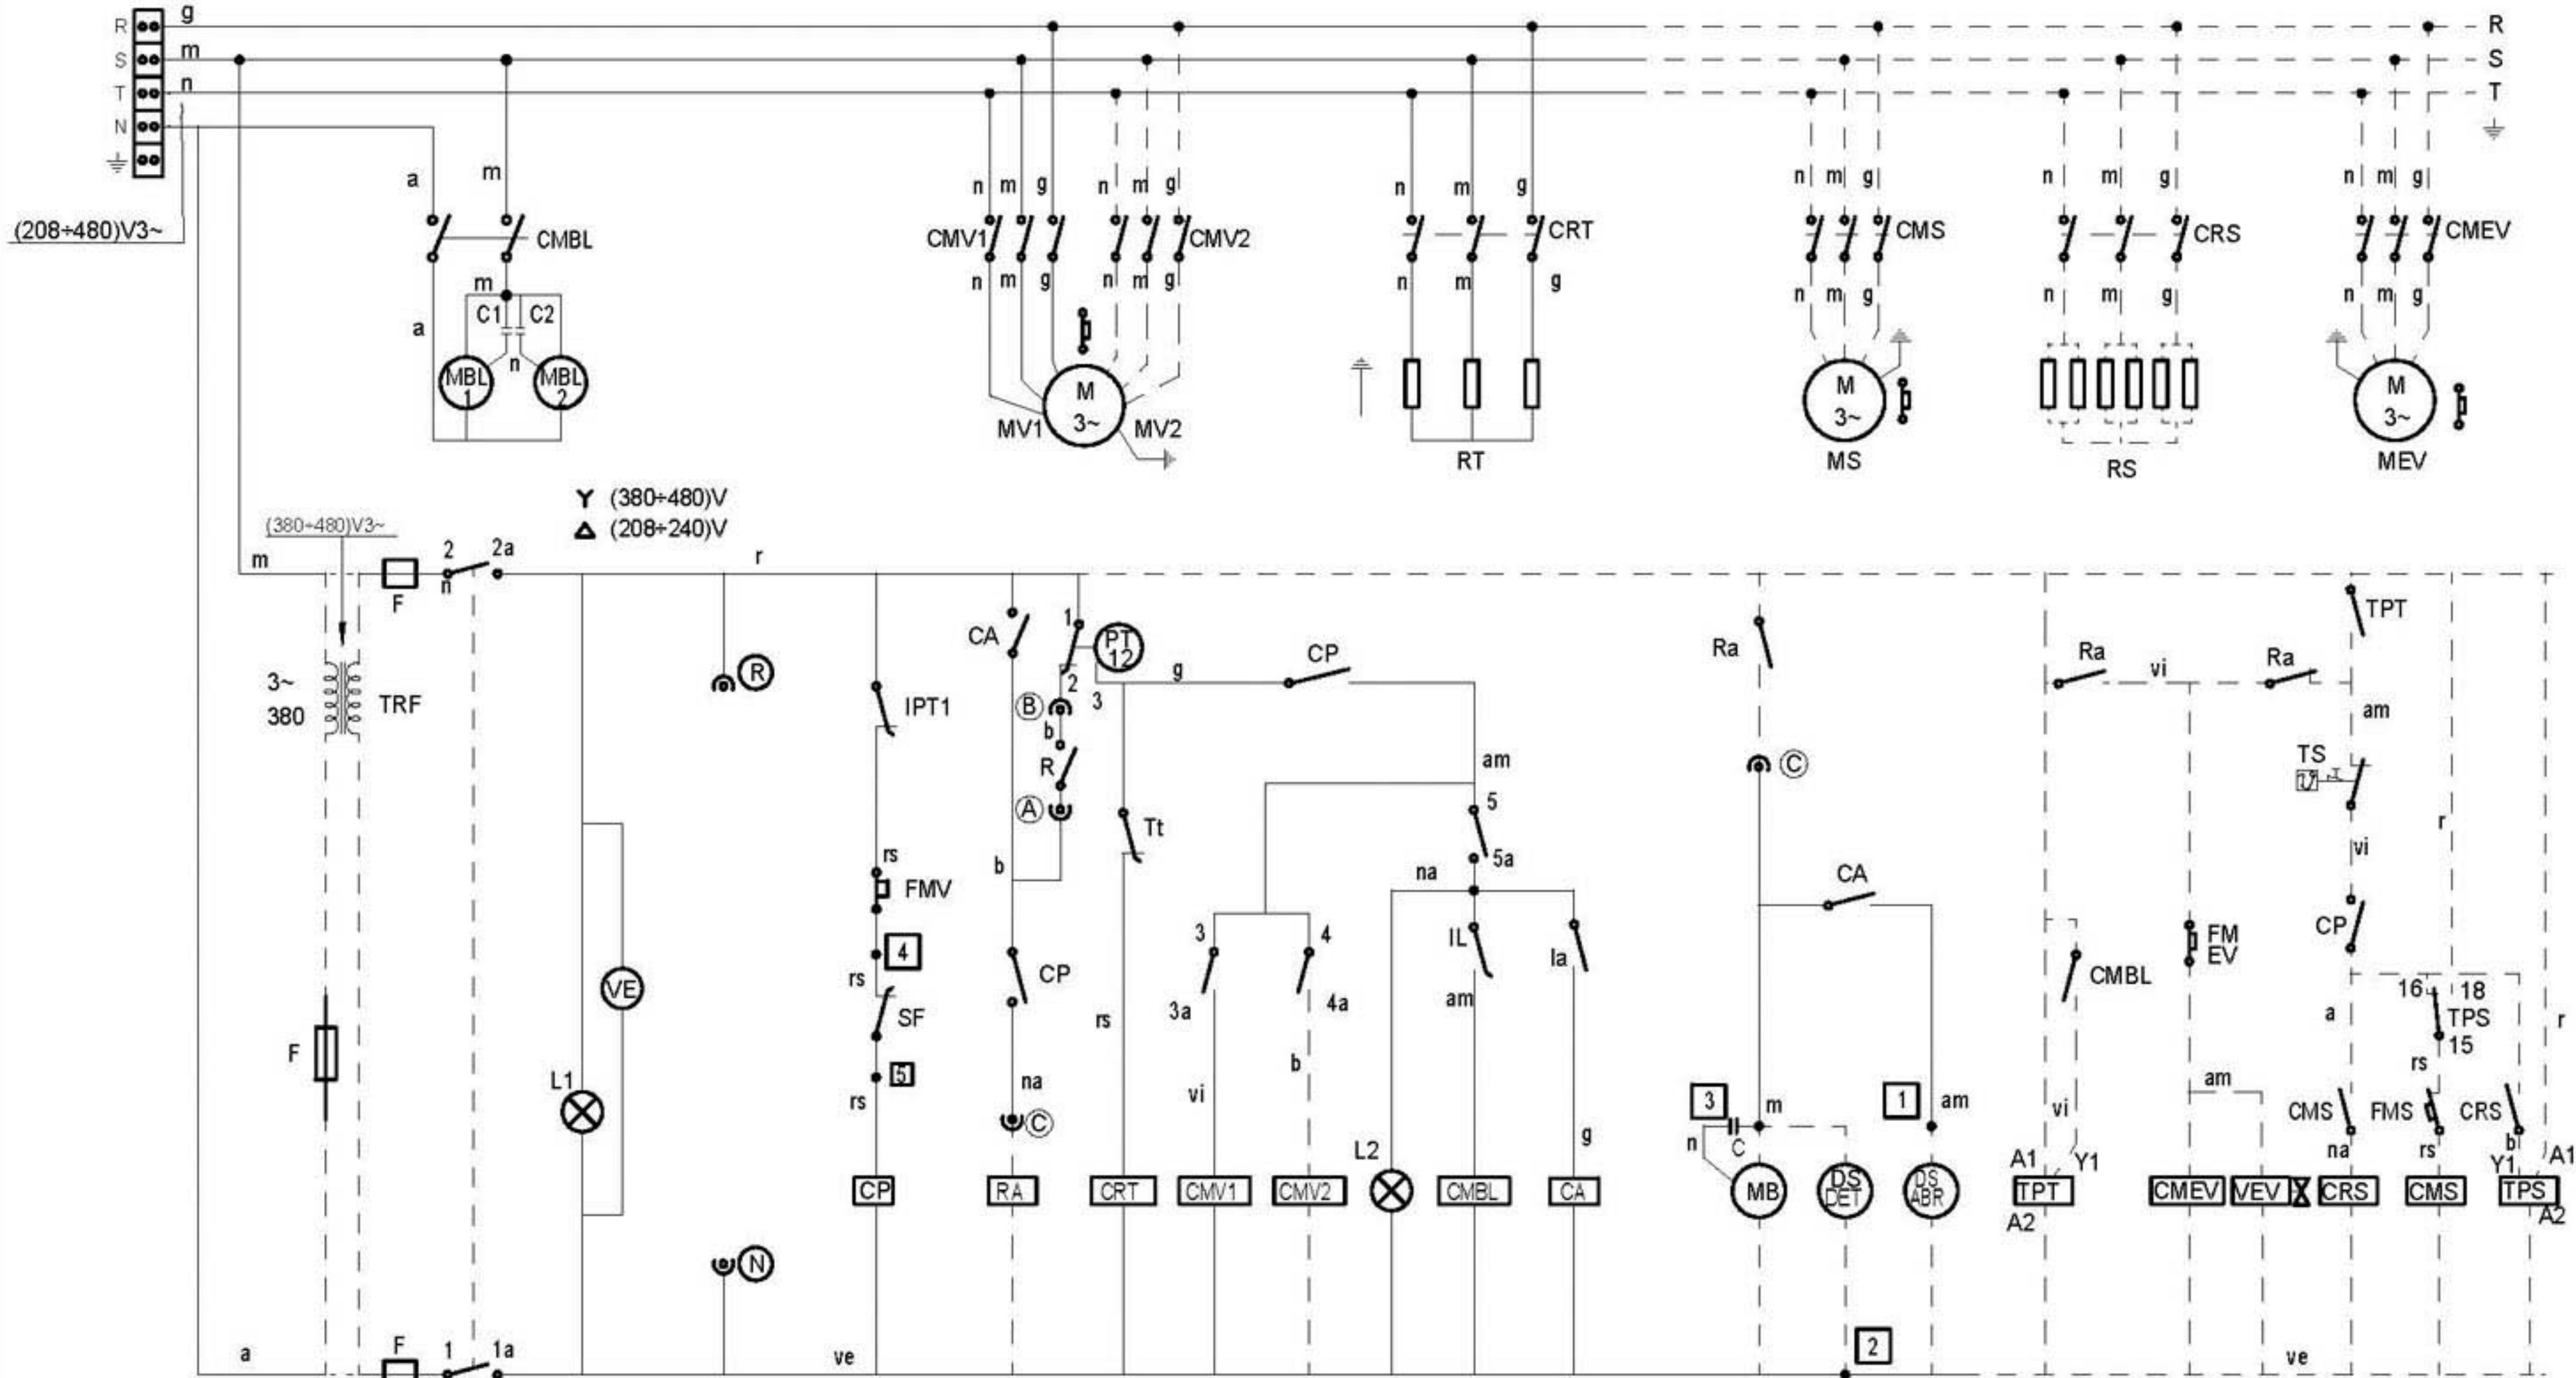 R g R
S m S
T n T
N
a m
n m g n m g n m g n m g n m g n m g
(208÷480)V3~ CMBL CMV1 CMV2 CRT CMS CRS CMEV
m n m g n m g n m g n m g n m g n m g
a C1 C2
n
MBL 1 MBL 2
M 3~ M 3~ M 3~
MV1 MV2 RT MS RS MEV
Y (380÷480)V
(380÷480)V3~ Δ (208÷240)V
m 2 2a r
n
F
TPT
CA 1 PT 12 Ra Ra vi Ra
3~ 380 TRF R g CP
2 3
IPT1 B am
b
R am C TS
A 5
Tt r
rs b 5a vi
FMV na CA
3 4 IL Ia CP
4 FM EV
rs CP CMBL
VE am 16 18
SF 3a 4a a TPS r
rs 15
F b rs
5 am
L1 na vi 3 m 1 am vi CMS FMS CRS
rs C n C g b
L2 A1 Y1 na rs Y1 A1
CP RA CRT CMV1 CMV2 CMBL CA MB DS DET DS ABR TPT CMEV VEV CRS CMS TPS
A2 A2
N
a F 1 1a ve 2 ve